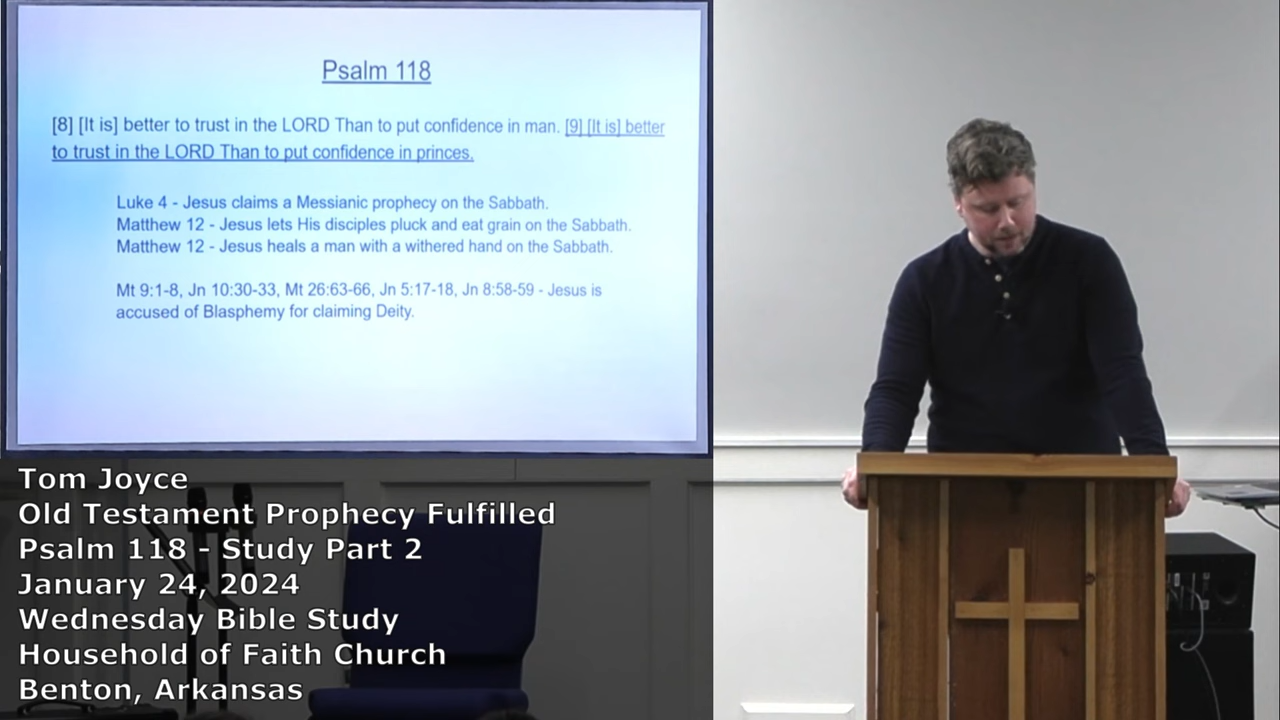 Psalm 118
[8] [It is] better to trust in the LORD Than to put confidence in man. [9] [It is] better
to trust in the LORD Than to put confidence in princes.
Luke 4 - Jesus claims a Messianic prophecy on the Sabbath.
Matthew 12 - Jesus lets His disciples pluck and eat grain on the Sabbath.
Matthew 12 - Jesus heals a man with a withered hand on the Sabbath.
Mt 9:1-8, Jn 10:30-33, Mt 26:63-66, Jn 5:17-18, Jn 8:58-59 - Jesus is
accused of Blasphemy for claiming Deity.
Tom Joyce
Old Testament Prophecy Fulfilled
Psalm 118 - Study Part 2
January 24, 2024
Wednesday Bible Study
Household of Faith Church
Benton, Arkansas